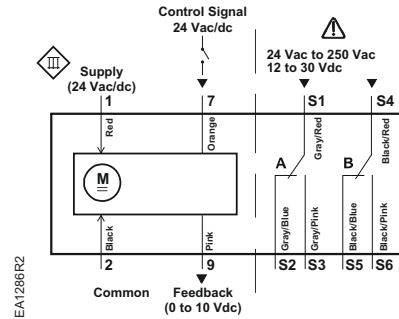 Control Signal
24 Vac/dc
24 Vac to 250 Vac
12 to 30 Vdc
III
Supply
(24 Vac/dc)
1
7
S1
S4
Red
Orange
Gray/Red
Black/Red
A
B
M
Black
Pink
Gray/Blue
Gray/Pink
Black/Blue
Black/Pink
2
9
S2
S3
S5
S6
Common
Feedback
(0 to 10 Vdc)
EA1286R2